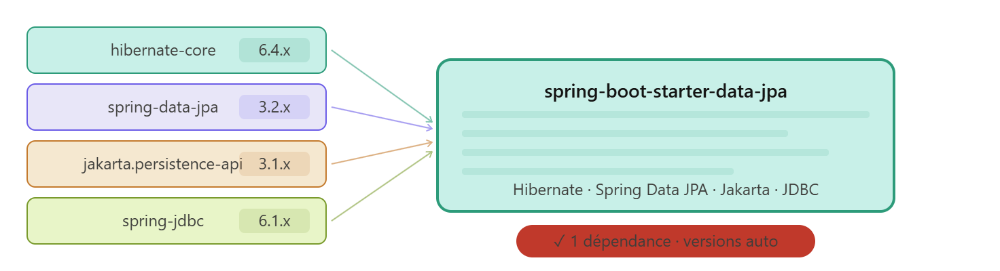 hibernate-core 6.4.x
spring-data-jpa 3.2.x
jakarta.persistence-api 3.1.x
spring-jdbc 6.1.x
spring-boot-starter-data-jpa
Hibernate · Spring Data JPA · Jakarta · JDBC
✓ 1 dépendance · versions auto